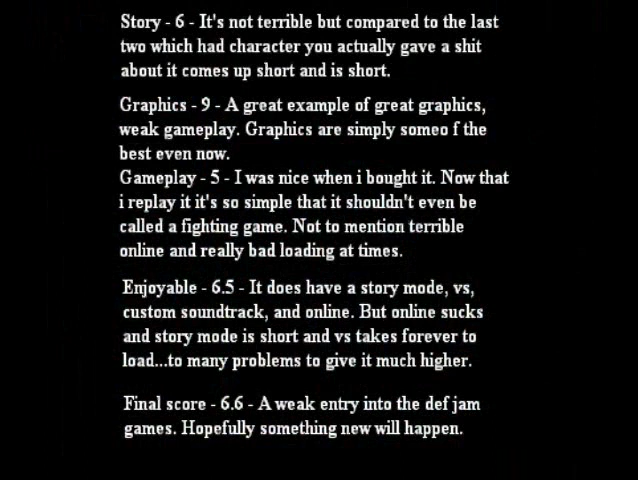 Story - 6 - It's not terrible but compared to the last
two which had character you actually gave a shit
about it comes up short and is short.
Graphics - 9 - A great example of great graphics,
weak gameplay. Graphics are simply someo f the
best even now.
Gameplay - 5 - I was nice when i bought it. Now that
i replay it it's so simple that it shouldn't even be
called a fighting game. Not to mention terrible
online and really bad loading at times.
Enjoyable - 6.5 - It does have a story mode, vs,
custom soundtrack, and online. But online sucks
and story mode is short and vs takes forever to
load...to many problems to give it much higher.
Final score - 6.6 - A weak entry into the def jam
games. Hopefully something new will happen.